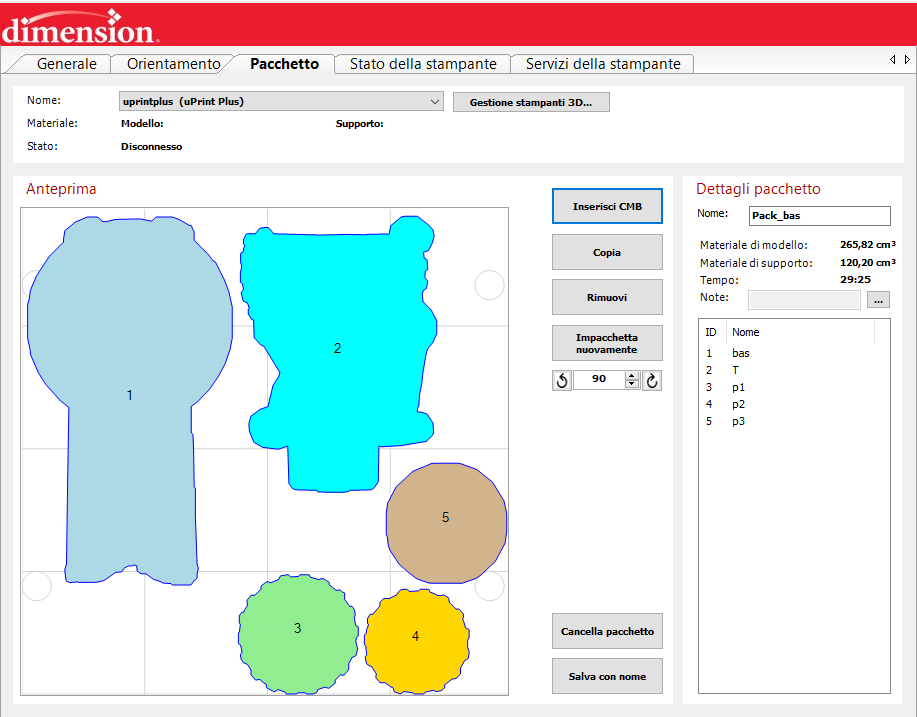 dimension
Generale Orientamento Pacchetto Stato della stampante Servizi della stampante
Nome: uprintplus (uPrint Plus) Gestione stampanti 3D...
Materiale: Modello: Supporto:
Stato: Disconnesso
Anteprima
1
2
3
4
5
Inserisci CMB
Copia
Rimuovi
Impacchetta
nuovamente
90
Cancella pacchetto
Salva con nome
Dettagli pacchetto
Nome: Pack_bas
Materiale di modello: 265,82 cm³
Materiale di supporto: 120,20 cm³
Tempo: 29:25
Note: ...
ID Nome
1 bas
2 T
3 p1
4 p2
5 p3